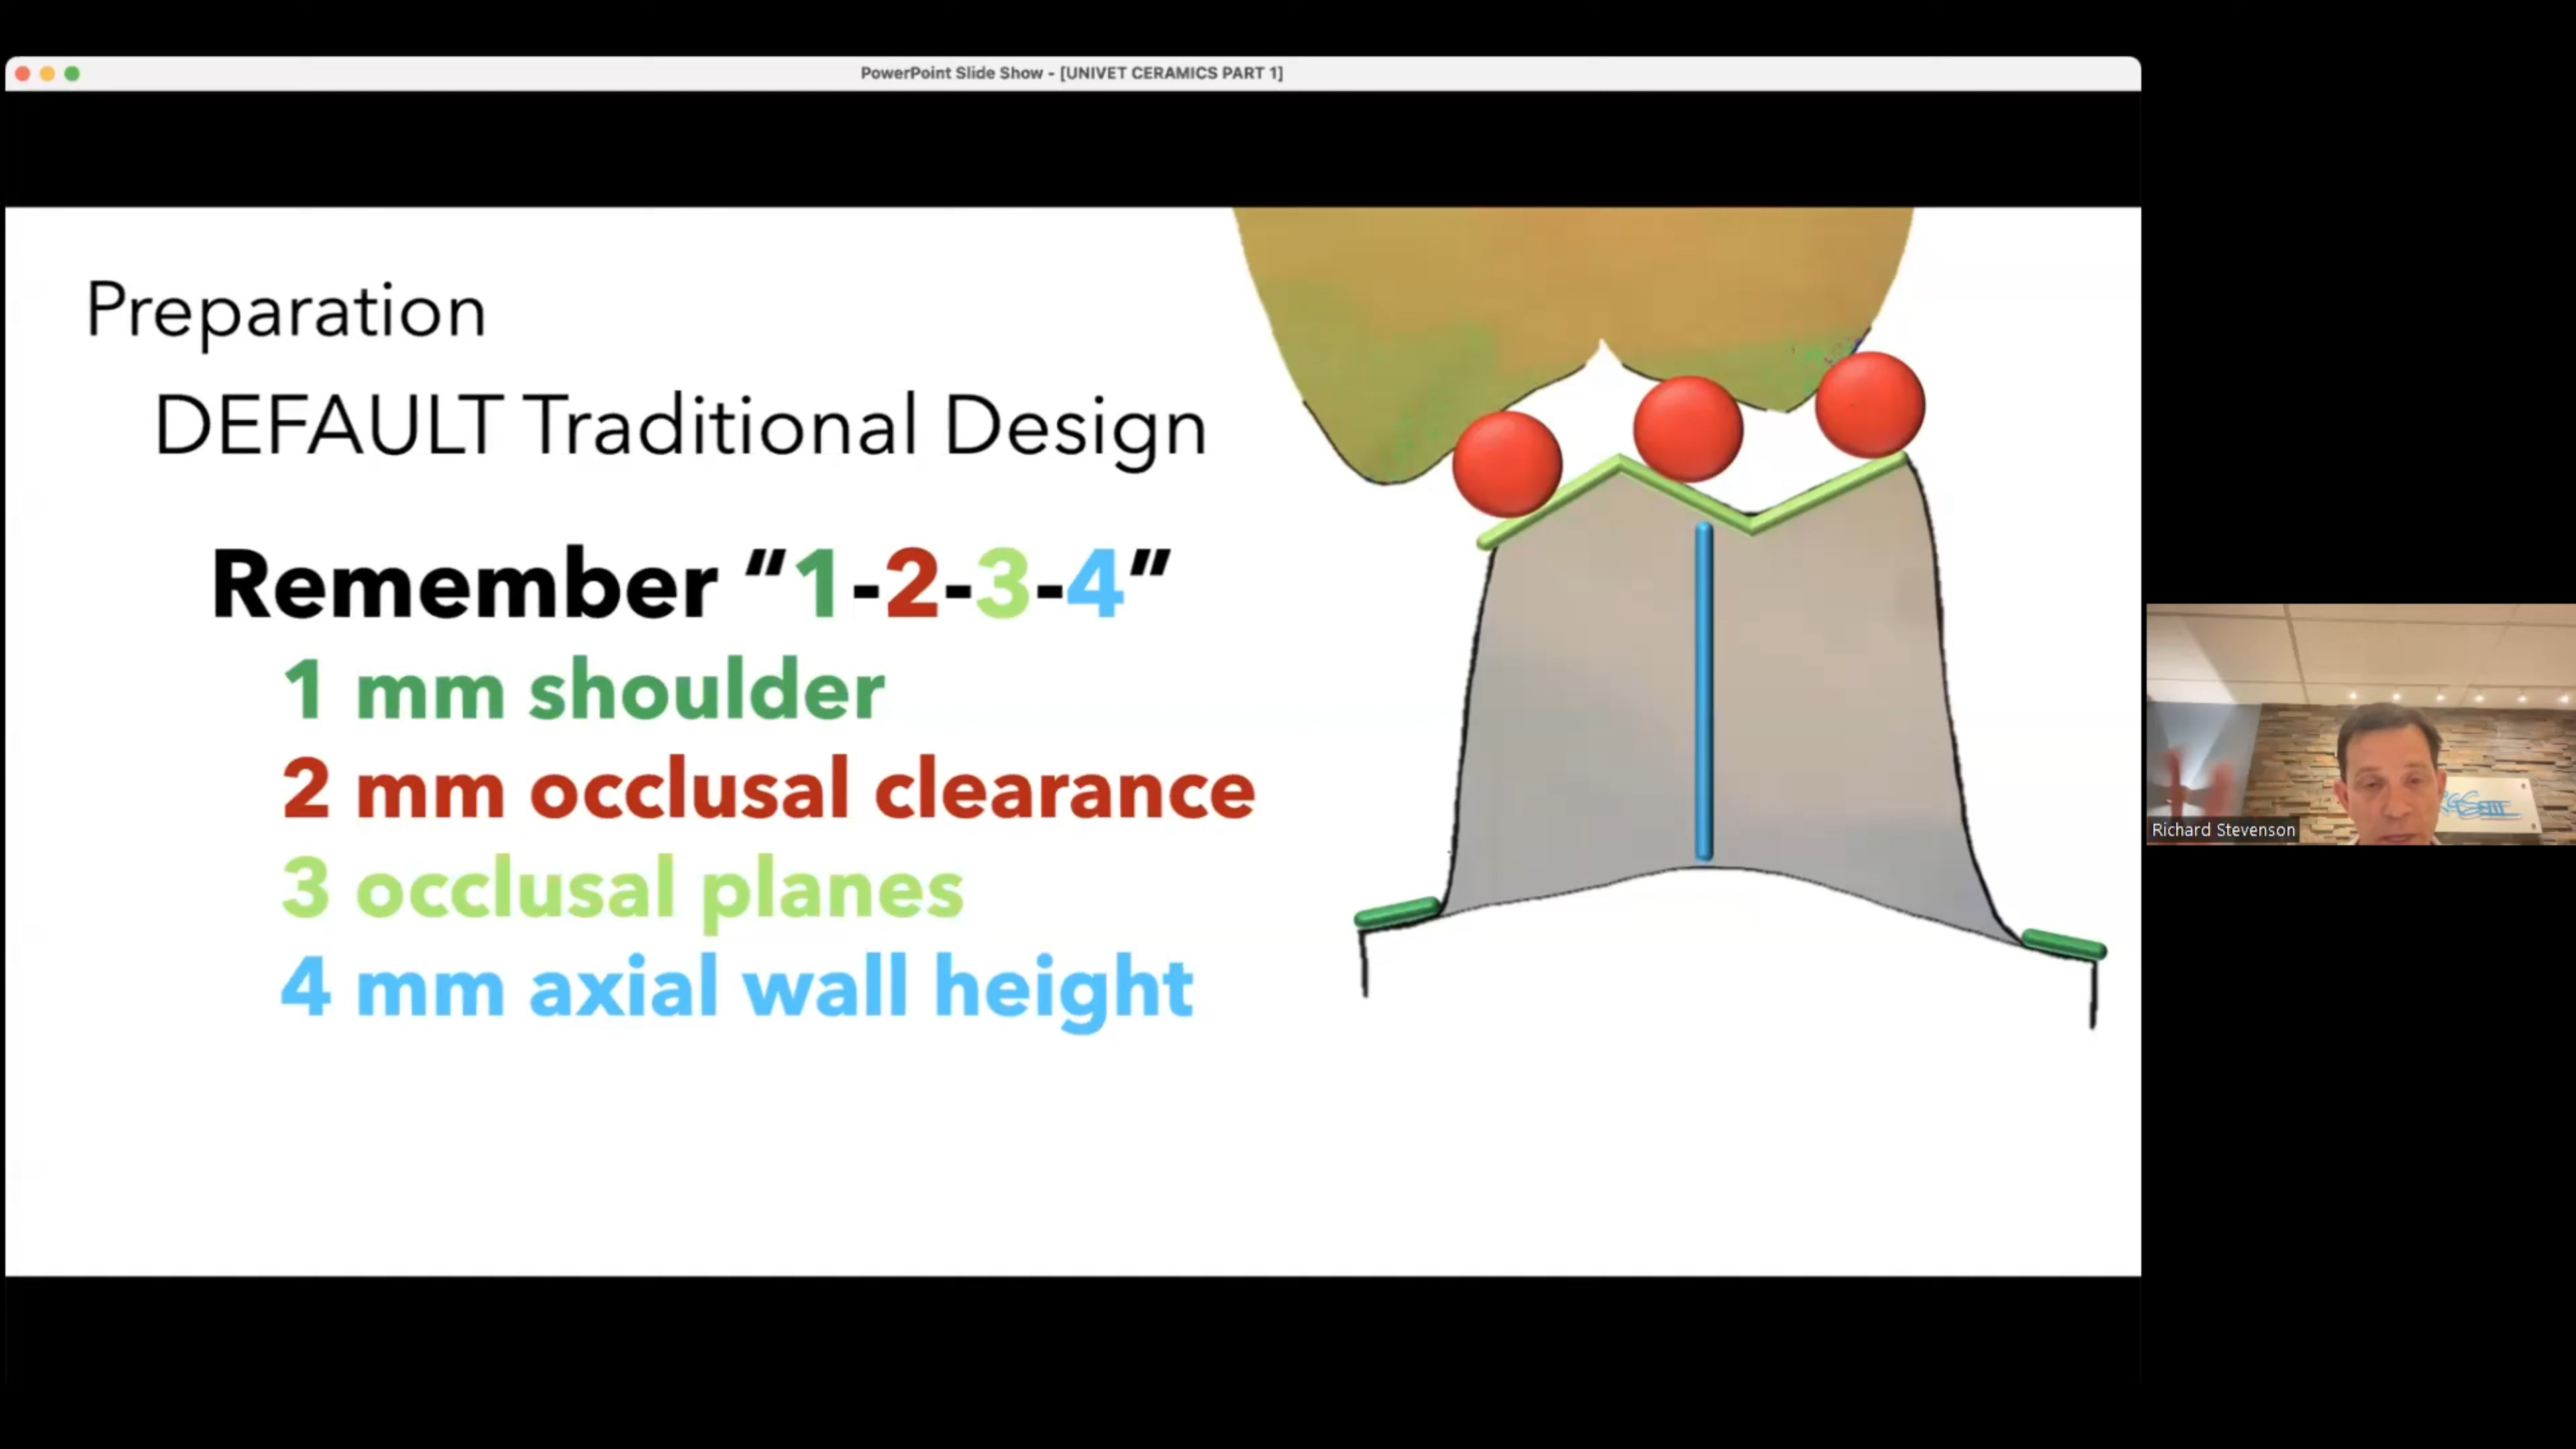 PowerPoint Slide Show - [UNIVET CERAMICS PART 1]
Preparation
DEFAULT Traditional Design
Remember “1-2-3-4”
1 mm shoulder
2 mm occlusal clearance
3 occlusal planes
4 mm axial wall height
Richard Stevenson